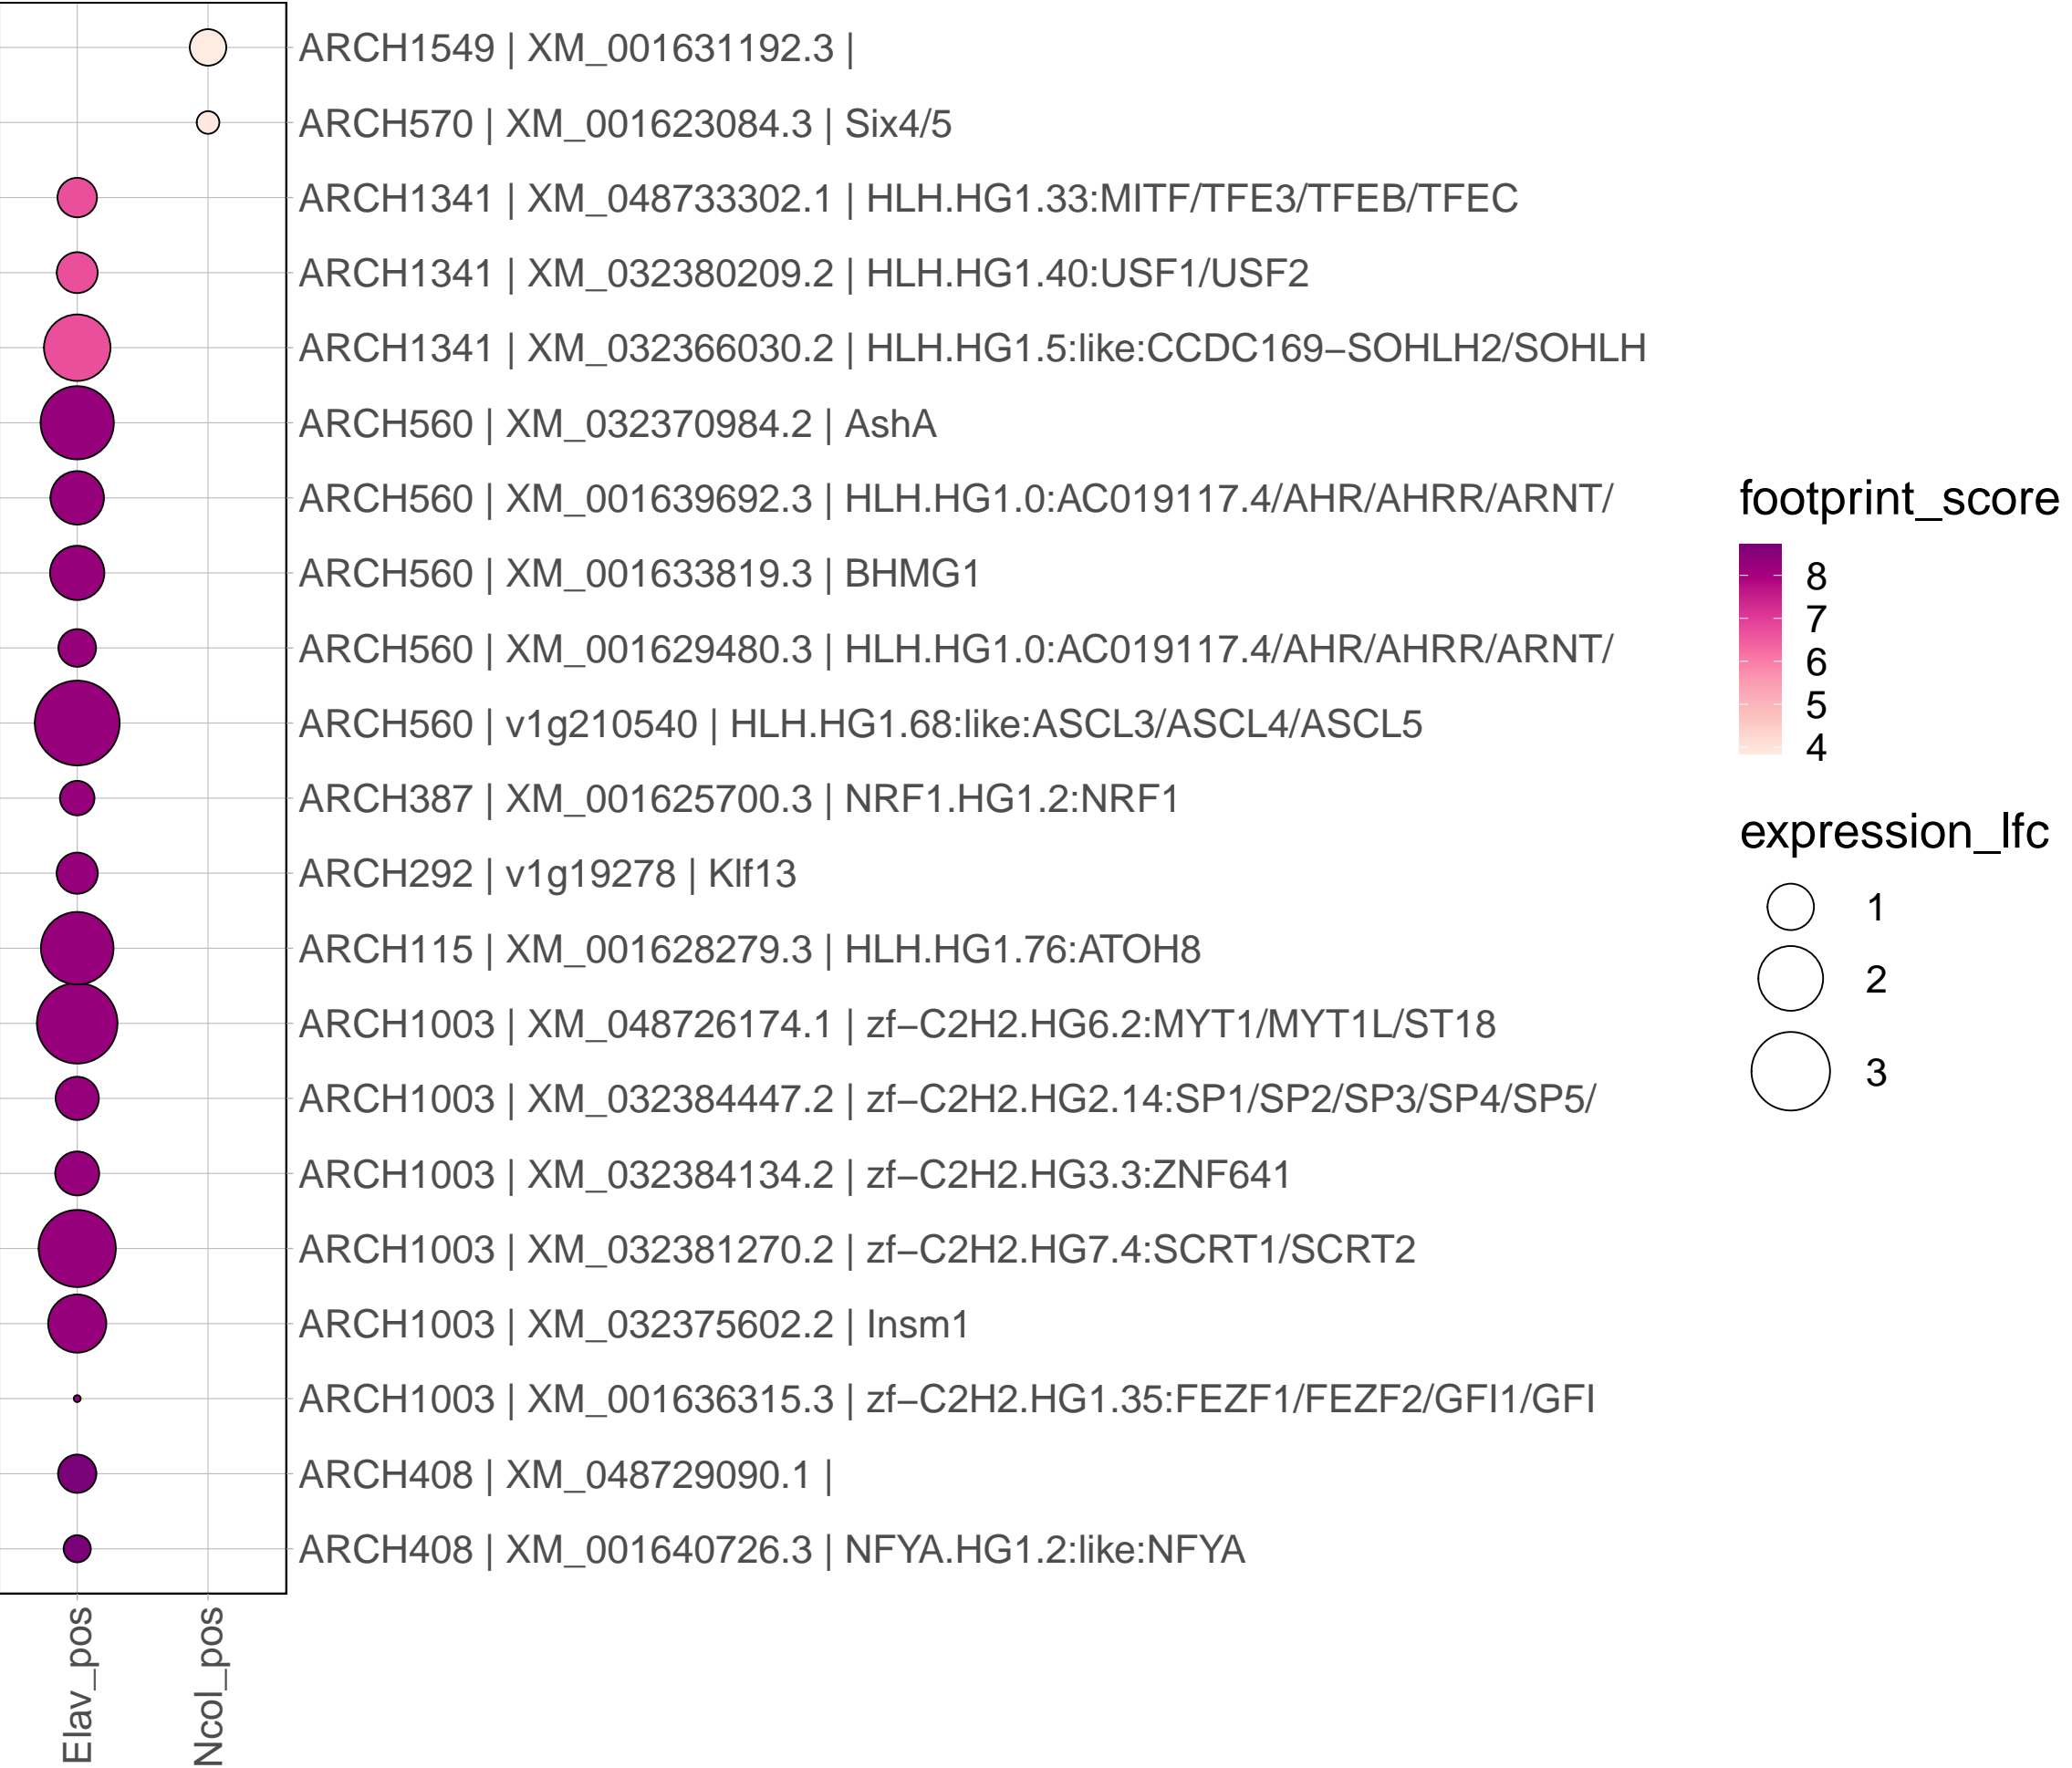 ARCH1549 | XM_001631192.3 |
ARCH570 | XM_001623084.3 | Six4/5
ARCH1341 | XM_048733302.1 | HLH.HG1.33:MITF/TFE3/TFEB/TFEC
ARCH1341 | XM_032380209.2 | HLH.HG1.40:USF1/USF2
ARCH1341 | XM_032366030.2 | HLH.HG1.5:like:CCDC169−SOHLH2/SOHLH
ARCH560 | XM_032370984.2 | AshA
ARCH560 | XM_001639692.3 | HLH.HG1.0:AC019117.4/AHR/AHRR/ARNT/
ARCH560 | XM_001633819.3 | BHMG1
ARCH560 | XM_001629480.3 | HLH.HG1.0:AC019117.4/AHR/AHRR/ARNT/
ARCH560 | v1g210540 | HLH.HG1.68:like:ASCL3/ASCL4/ASCL5
ARCH387 | XM_001625700.3 | NRF1.HG1.2:NRF1
ARCH292 | v1g19278 | Klf13
ARCH115 | XM_001628279.3 | HLH.HG1.76:ATOH8
ARCH1003 | XM_048726174.1 | zf−C2H2.HG6.2:MYT1/MYT1L/ST18
ARCH1003 | XM_032384447.2 | zf−C2H2.HG2.14:SP1/SP2/SP3/SP4/SP5/
ARCH1003 | XM_032384134.2 | zf−C2H2.HG3.3:ZNF641
ARCH1003 | XM_032381270.2 | zf−C2H2.HG7.4:SCRT1/SCRT2
ARCH1003 | XM_032375602.2 | Insm1
ARCH1003 | XM_001636315.3 | zf−C2H2.HG1.35:FEZF1/FEZF2/GFI1/GFI
ARCH408 | XM_048729090.1 |
ARCH408 | XM_001640726.3 | NFYA.HG1.2:like:NFYA
Elav_pos
Ncol_pos
footprint_score
8
7
6
5
4
expression_lfc
1
2
3